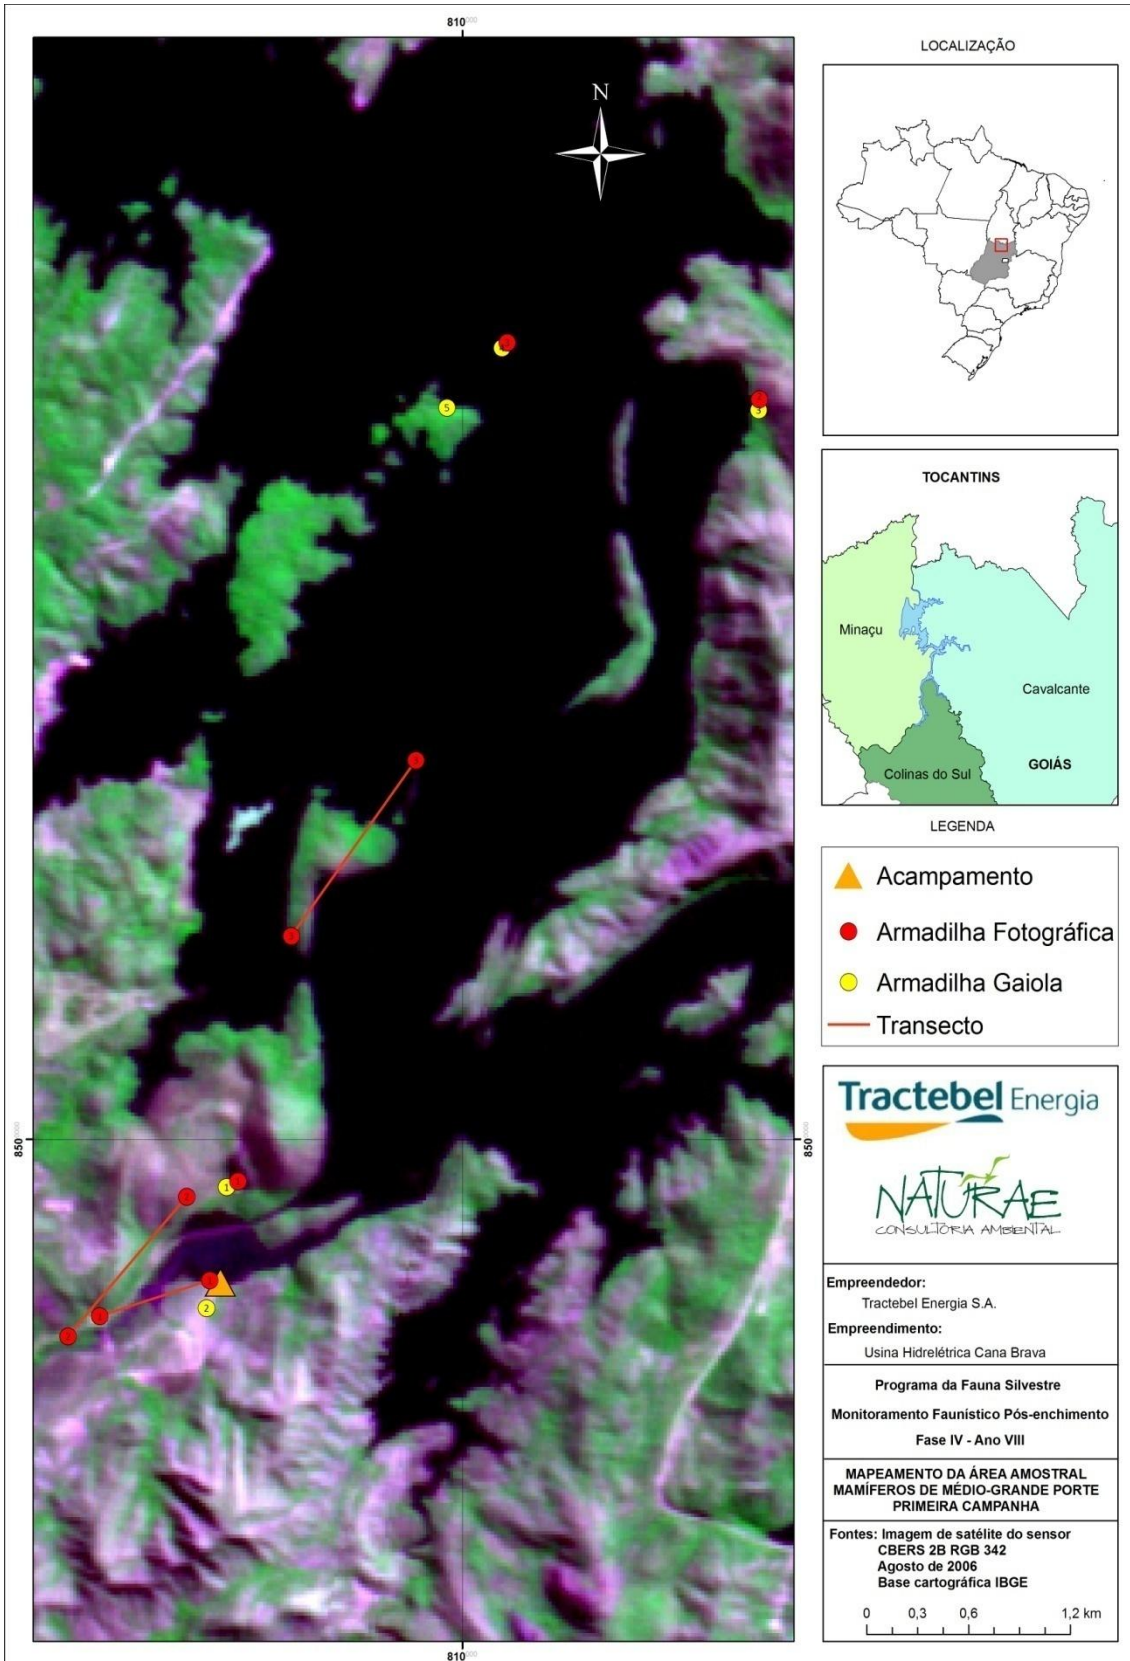 810000
LOCALIZAÇÃO
N
5
3
TOCANTINS
Minaçu
Cavalcante
Colinas do Sul
GOIÁS
LEGENDA
Acampamento
Armadilha Fotográfica
Armadilha Gaiola
Transecto
Tractebel Energia
NATURAE
CONSULTORIA AMBIENTAL
850000
850000
1
2
2
2
Empreendedor:
Tractebel Energia S.A.
Empreendimento:
Usina Hidrelétrica Cana Brava
Programa da Fauna Silvestre
Monitoramento Faunístico Pós-enchimento
Fase IV - Ano VIII
MAPEAMENTO DA ÁREA AMOSTRAL
MAMÍFEROS DE MÉDIO-GRANDE PORTE
PRIMEIRA CAMPANHA
Fontes: Imagem de satélite do sensor
CBERS 2B RGB 342
Agosto de 2006
Base cartográfica IBGE
0 0,3 0,6 1,2 km
810000